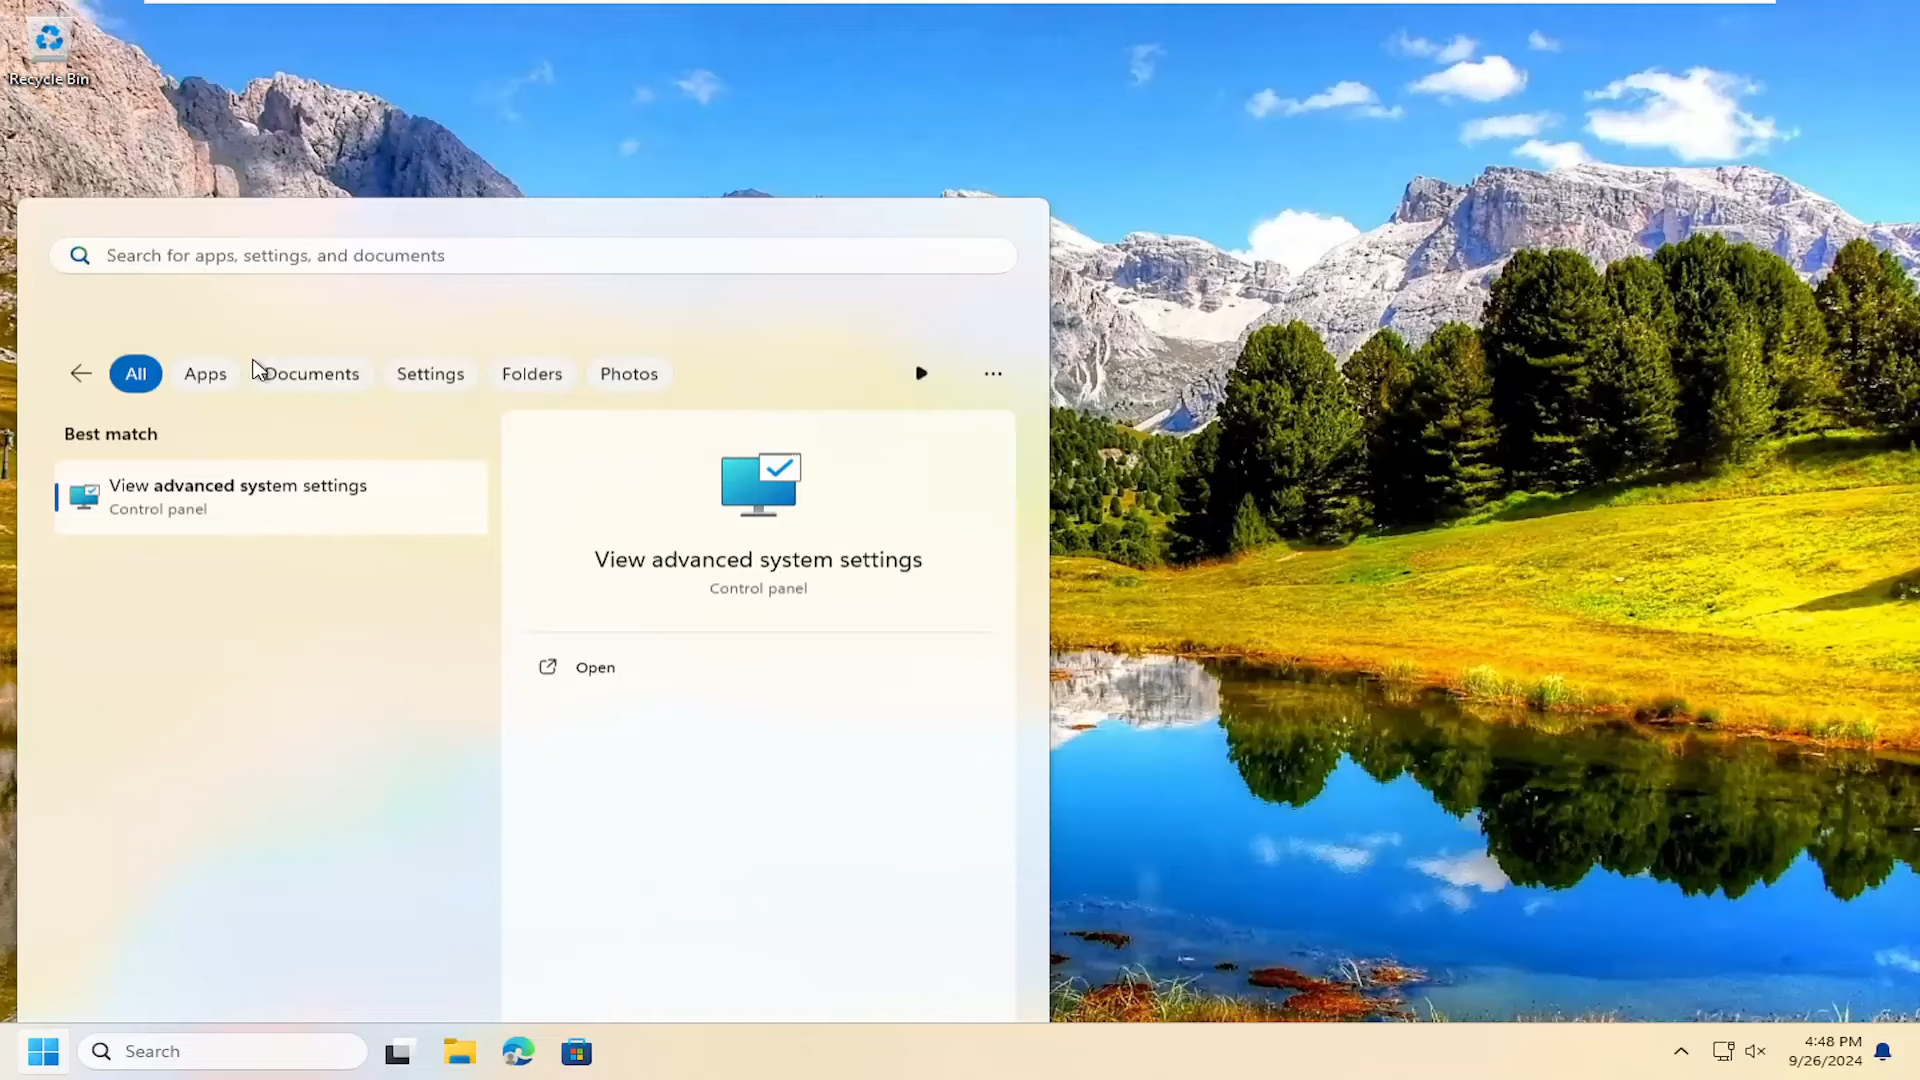 Recycle Bin
Search for apps, settings, and documents
All Apps Documents Settings Folders Photos
Best match
View advanced system settings
Control panel
View advanced system settings
Control panel
Open
Search
4:48 PM
9/26/2024